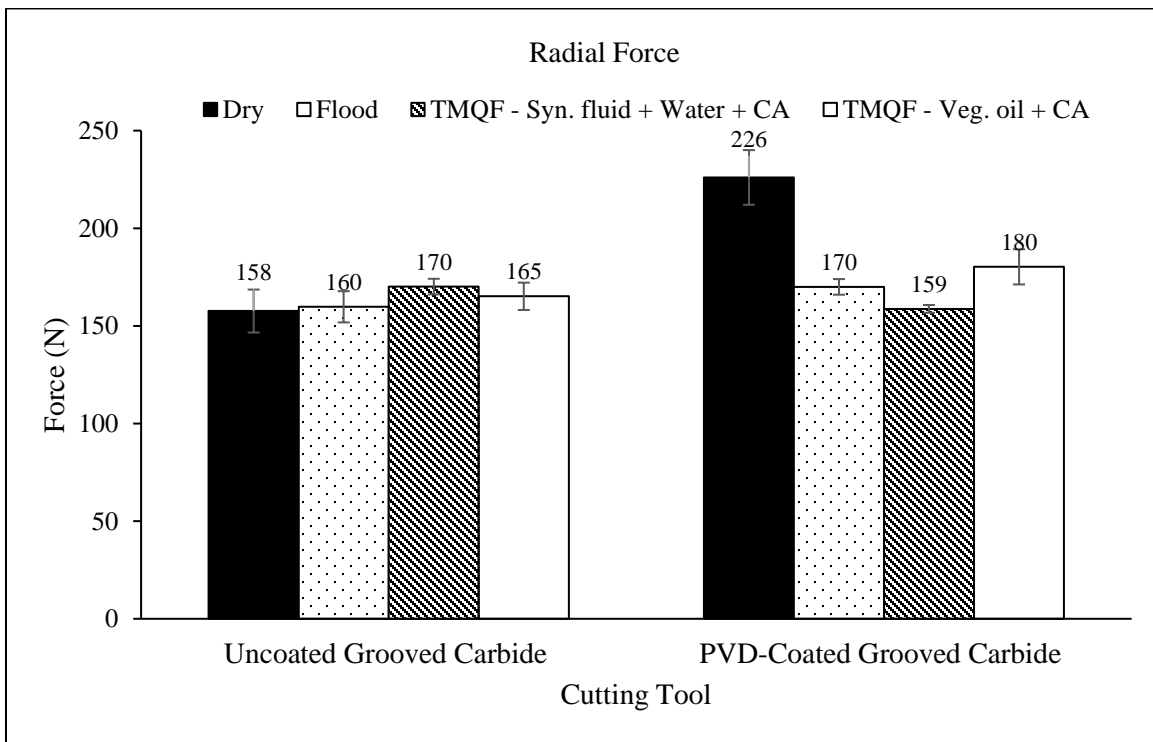 Radial Force
Dry Flood TMQF - Syn. fluid + Water + CA TMQF - Veg. oil + CA
250
200
150
100
50
0
Force (N)
158
160
170
165
226
170
159
180
Uncoated Grooved Carbide PVD-Coated Grooved Carbide
Cutting Tool